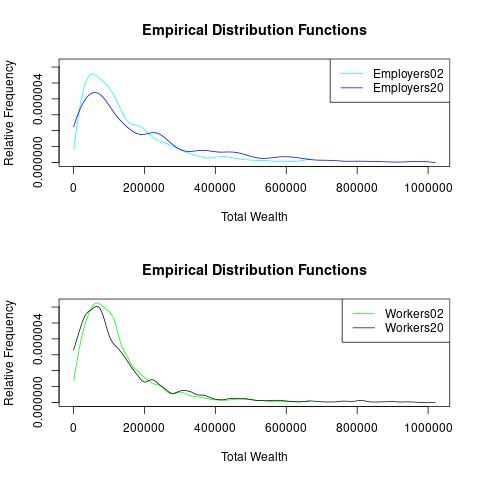 Empirical Distribution Functions
Relative Frequency
0.000000 0.000004
Employers02
Employers20
0 200000 400000 600000 800000 1000000
Total Wealth
Empirical Distribution Functions
Relative Frequency
0.000000 0.000004
Workers02
Workers20
0 200000 400000 600000 800000 1000000
Total Wealth